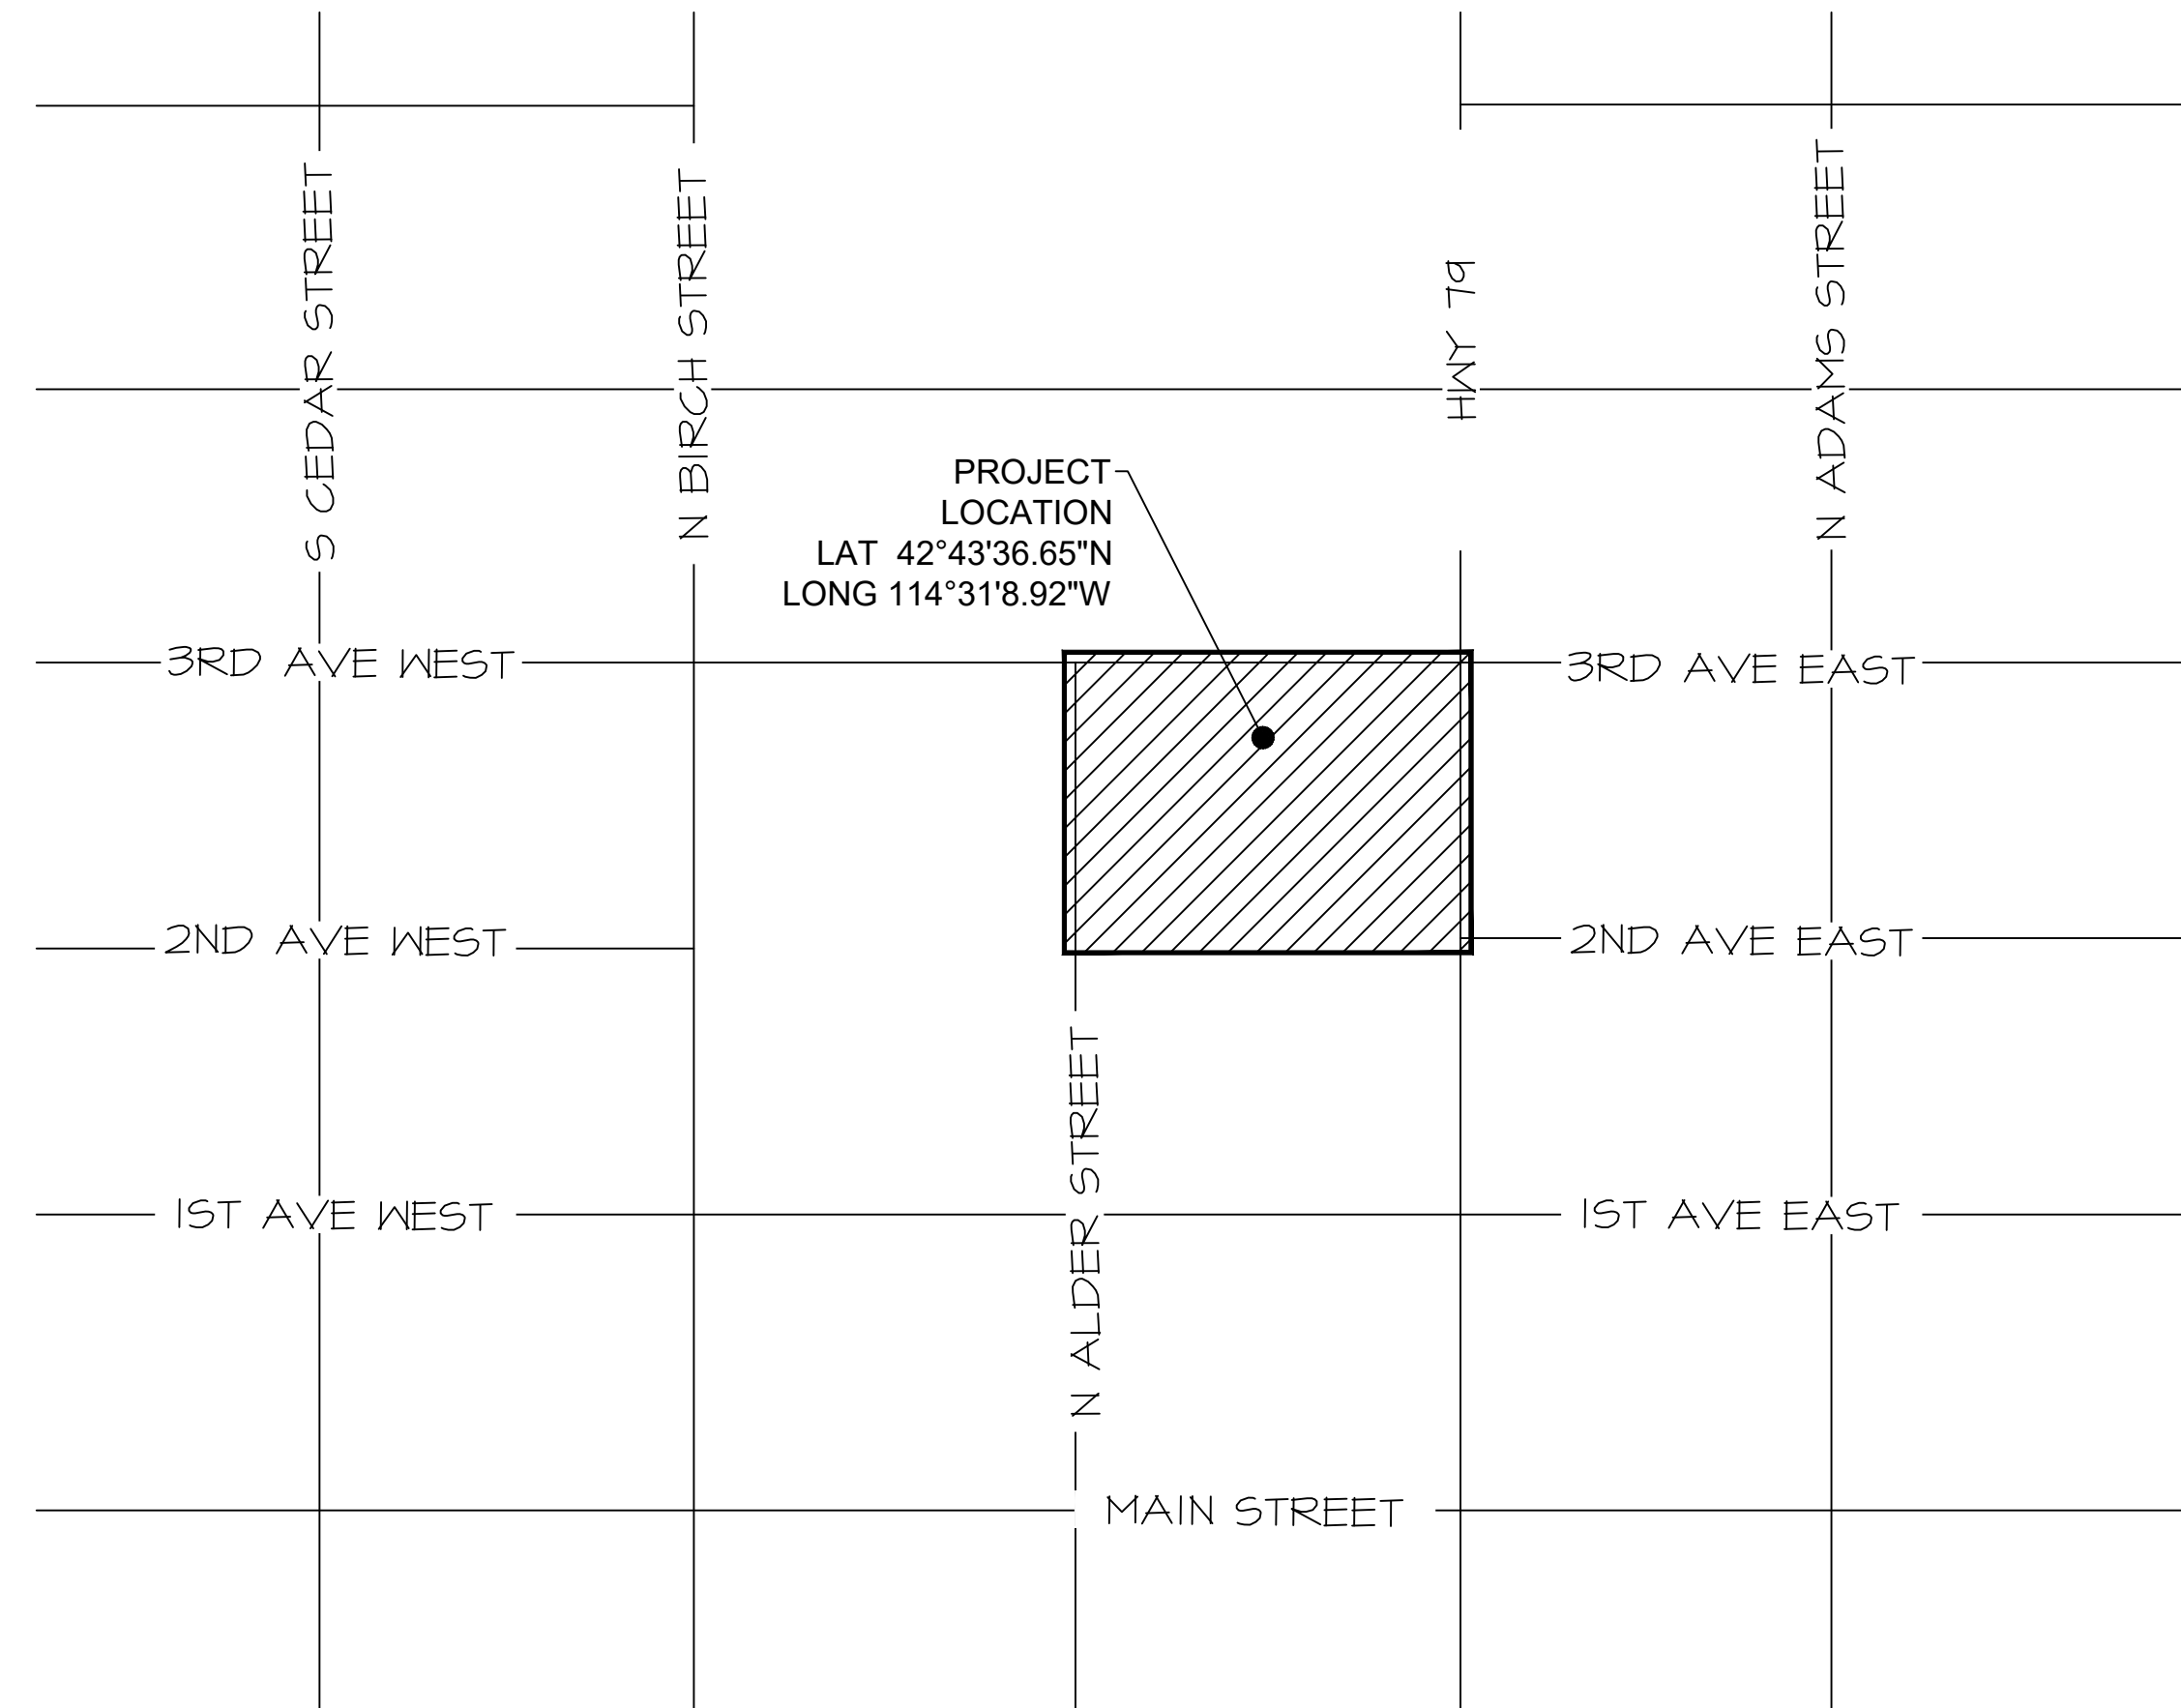 S CEDAR STREET
N BIRCH STREET
HWY 79
N ADAMS STREET
PROJECT
LOCATION
LAT 42°43'36.65"N
LONG 114°31'8.92"W
3RD AVE WEST
3RD AVE EAST
2ND AVE WEST
2ND AVE EAST
N ALDER STREET
1ST AVE WEST
1ST AVE EAST
MAIN STREET